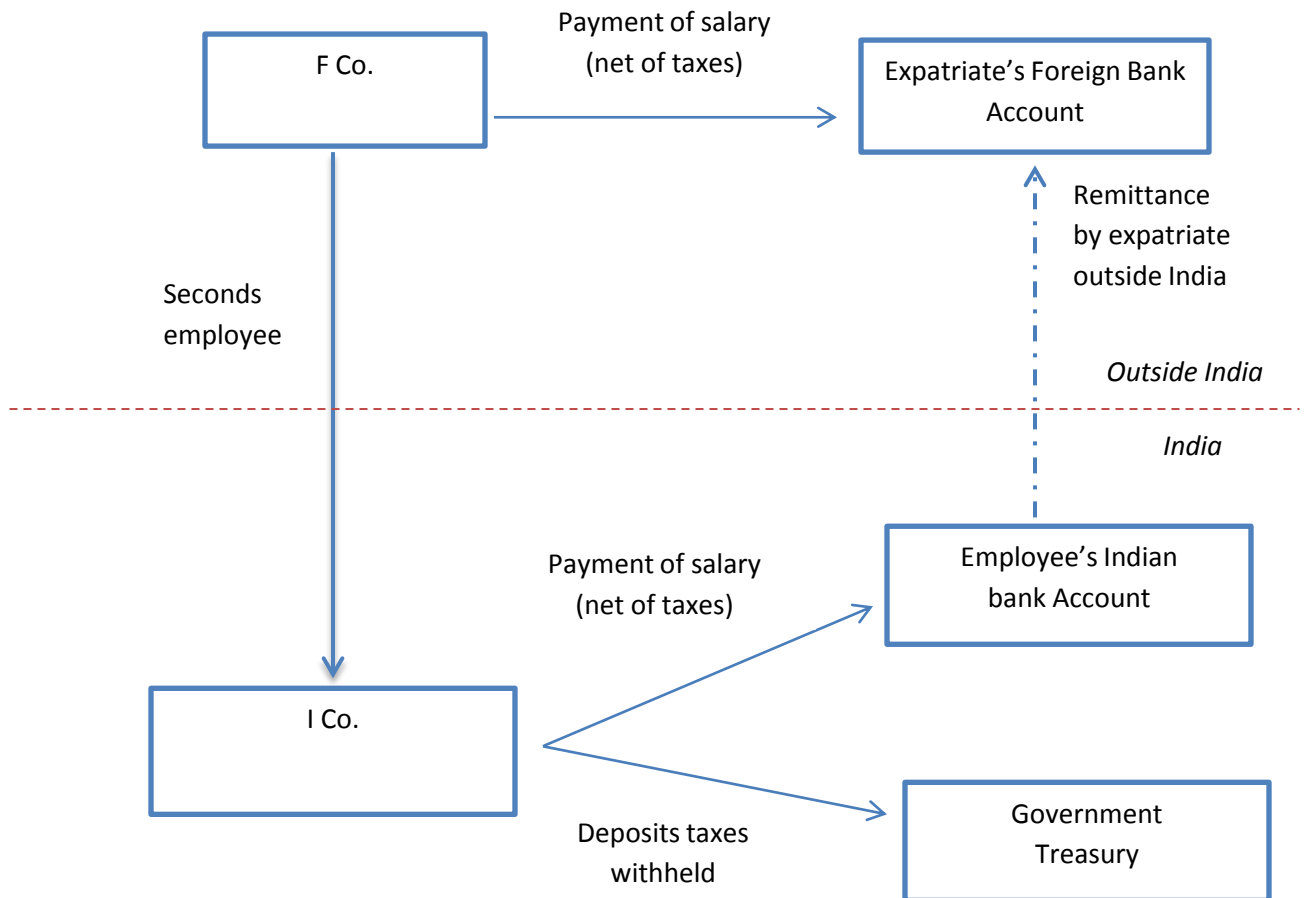 Payment of salary
(net of taxes)
F Co.
Expatriate’s Foreign Bank
Account
Remittance
by expatriate
outside India
Seconds
employee
Outside India
India
Payment of salary
(net of taxes)
Employee’s Indian
bank Account
I Co.
Deposits taxes
withheld
Government
Treasury